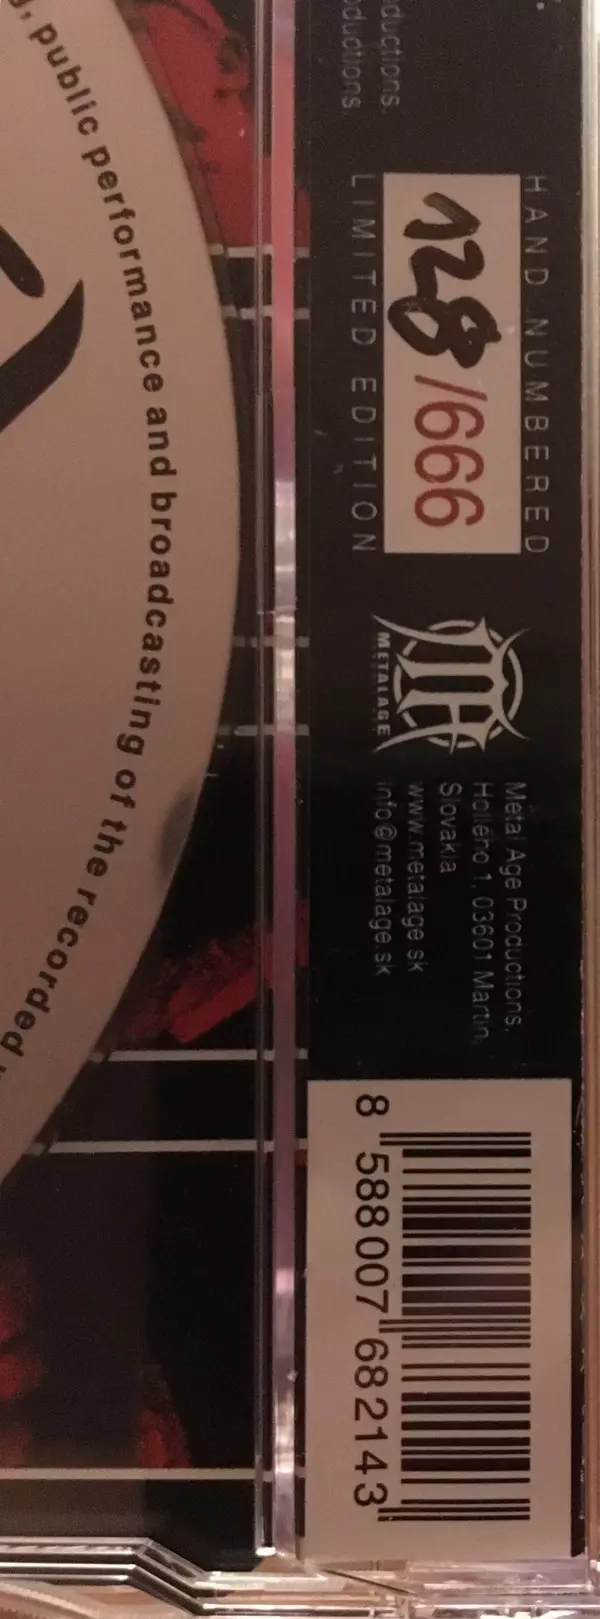 , public performance and broadcasting of the recorded
ductions.
oductions.
HAND NUMBERED
128/666
LIMITED EDITION
METALAGE
Metal Age Productions,
Hollého 1, 03601 Martin,
Slovakia
www.metalage.sk
info@metalage.sk
8 588007 682143